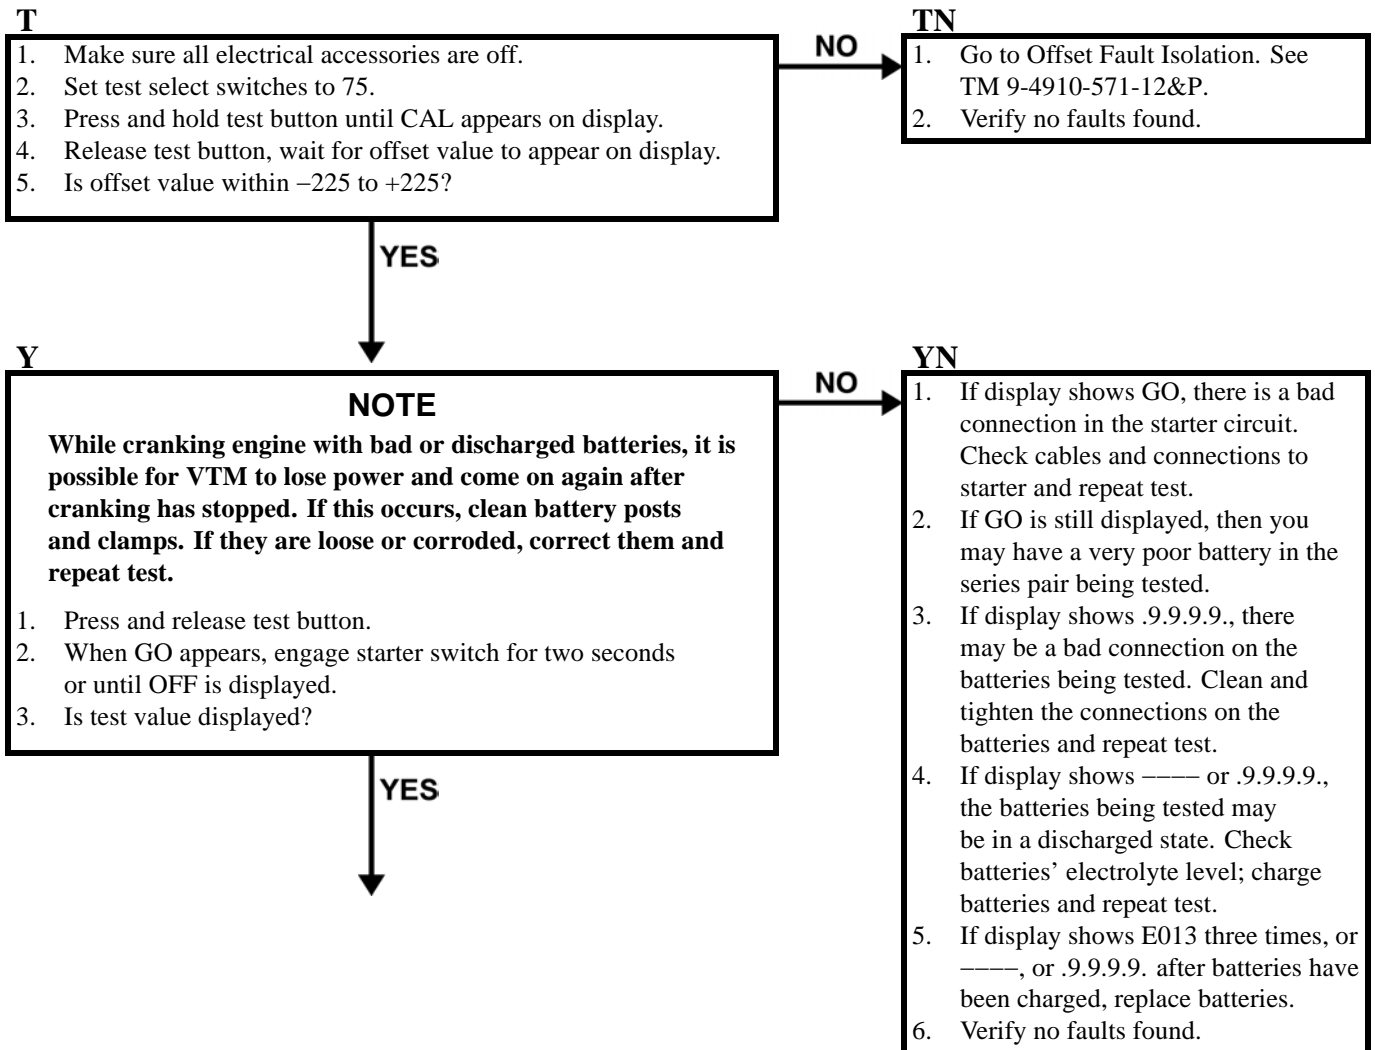 T
1. Make sure all electrical accessories are off.
2. Set test select switches to 75.
3. Press and hold test button until CAL appears on display.
4. Release test button, wait for offset value to appear on display.
5. Is offset value within −225 to +225?
NO
TN
1. Go to Offset Fault Isolation. See
TM 9-4910-571-12&P.
2. Verify no faults found.
YES
Y
NOTE
While cranking engine with bad or discharged batteries, it is
possible for VTM to lose power and come on again after
cranking has stopped. If this occurs, clean battery posts
and clamps. If they are loose or corroded, correct them and
repeat test.
1. Press and release test button.
2. When GO appears, engage starter switch for two seconds
or until OFF is displayed.
3. Is test value displayed?
NO
YN
1. If display shows GO, there is a bad
connection in the starter circuit.
Check cables and connections to
starter and repeat test.
2. If GO is still displayed, then you
may have a very poor battery in the
series pair being tested.
3. If display shows .9.9.9.9., there
may be a bad connection on the
batteries being tested. Clean and
tighten the connections on the
batteries and repeat test.
4. If display shows −−−− or .9.9.9.9.,
the batteries being tested may
be in a discharged state. Check
batteries’ electrolyte level; charge
batteries and repeat test.
5. If display shows E013 three times, or
−−−−, or .9.9.9.9. after batteries have
been charged, replace batteries.
6. Verify no faults found.
YES